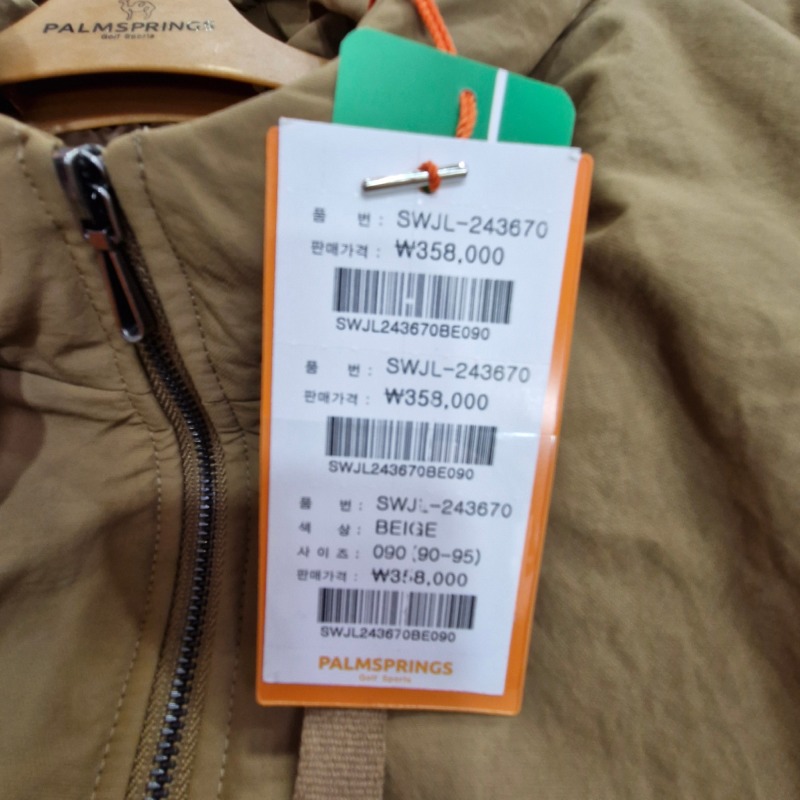 PALMSPRINGS
Golf Sports
품 번 : SWJL-243670
판매가격 : ₩358,000
SWJL243670BE090
품 번 : SWJL-243670
판매가격 : ₩358,000
SWJL243670BE090
품 번 : SWJL-243670
색 상 : BEIGE
사 이 즈 : 090 (90-95)
판매가격 : ₩358,000
SWJL243670BE090
PALMSPRINGS
Golf Sports